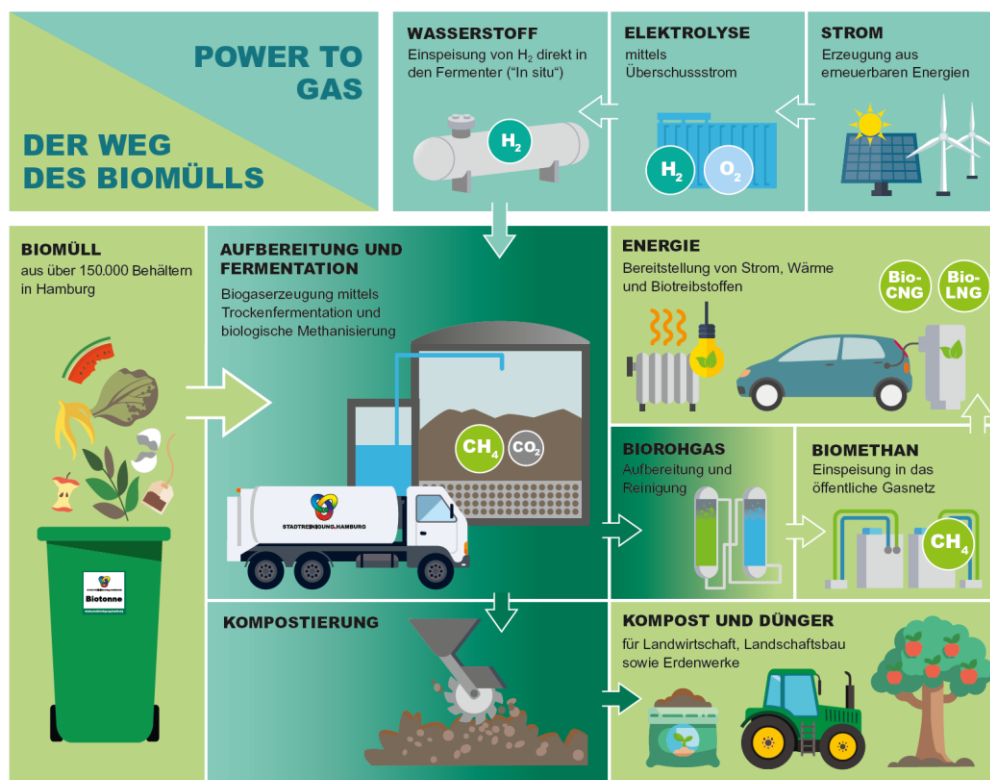 POWER TO
GAS
DER WEG
DES BIOMÜLLS
WASSERSTOFF
Einspeisung von H₂ direkt in
den Fermenter (“In situ“)
H₂
ELEKTROLYSE
mittels
Überschussstrom
H₂
O₂
STROM
Erzeugung aus
erneuerbaren Energien
BIOMÜLL
aus über 150.000 Behältern
in Hamburg
Biotonne
AUFBEREITUNG UND
FERMENTATION
Biogaserzeugung mittels
Trockenfermentation und
biologische Methanisierung
CH₄
CO₂
STADTREINIGUNG.HAMBURG
ENERGIE
Bereitstellung von Strom, Wärme
und Biotreibstoffen
Bio-
CNG
Bio-
LNG
BIOROHGAS
Aufbereitung und
Reinigung
BIOMETHAN
Einspeisung in das
öffentliche Gasnetz
CH₄
KOMPOSTIERUNG
KOMPOST UND DÜNGER
für Landwirtschaft, Landschaftsbau
sowie Erdenwerke